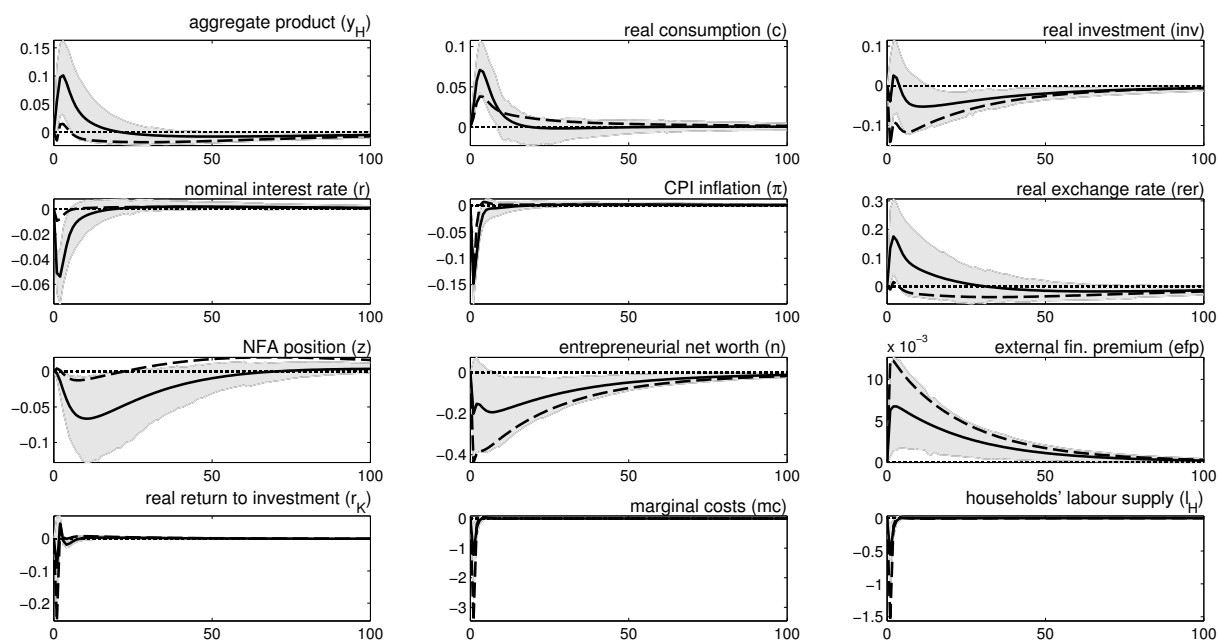 aggregate product (y_H)
0.15
0.1
0.05
0
0 50 100
real consumption (c)
0.1
0.05
0
0 50 100
real investment (inv)
0.1
0
−0.1
0 50 100
nominal interest rate (r)
0
−0.02
−0.04
−0.06
0 50 100
CPI inflation (π)
0
−0.05
−0.1
−0.15
0 50 100
real exchange rate (rer)
0.3
0.2
0.1
0
0 50 100
NFA position (z)
0
−0.05
−0.1
0 50 100
entrepreneurial net worth (n)
0
−0.2
−0.4
0 50 100
x 10⁻³ external fin. premium (efp)
10
5
0
0 50 100
real return to investment (r_K)
0
−0.1
−0.2
0 50 100
marginal costs (mc)
0
−1
−2
−3
0 50 100
households' labour supply (l_H)
0
−0.5
−1
−1.5
0 50 100